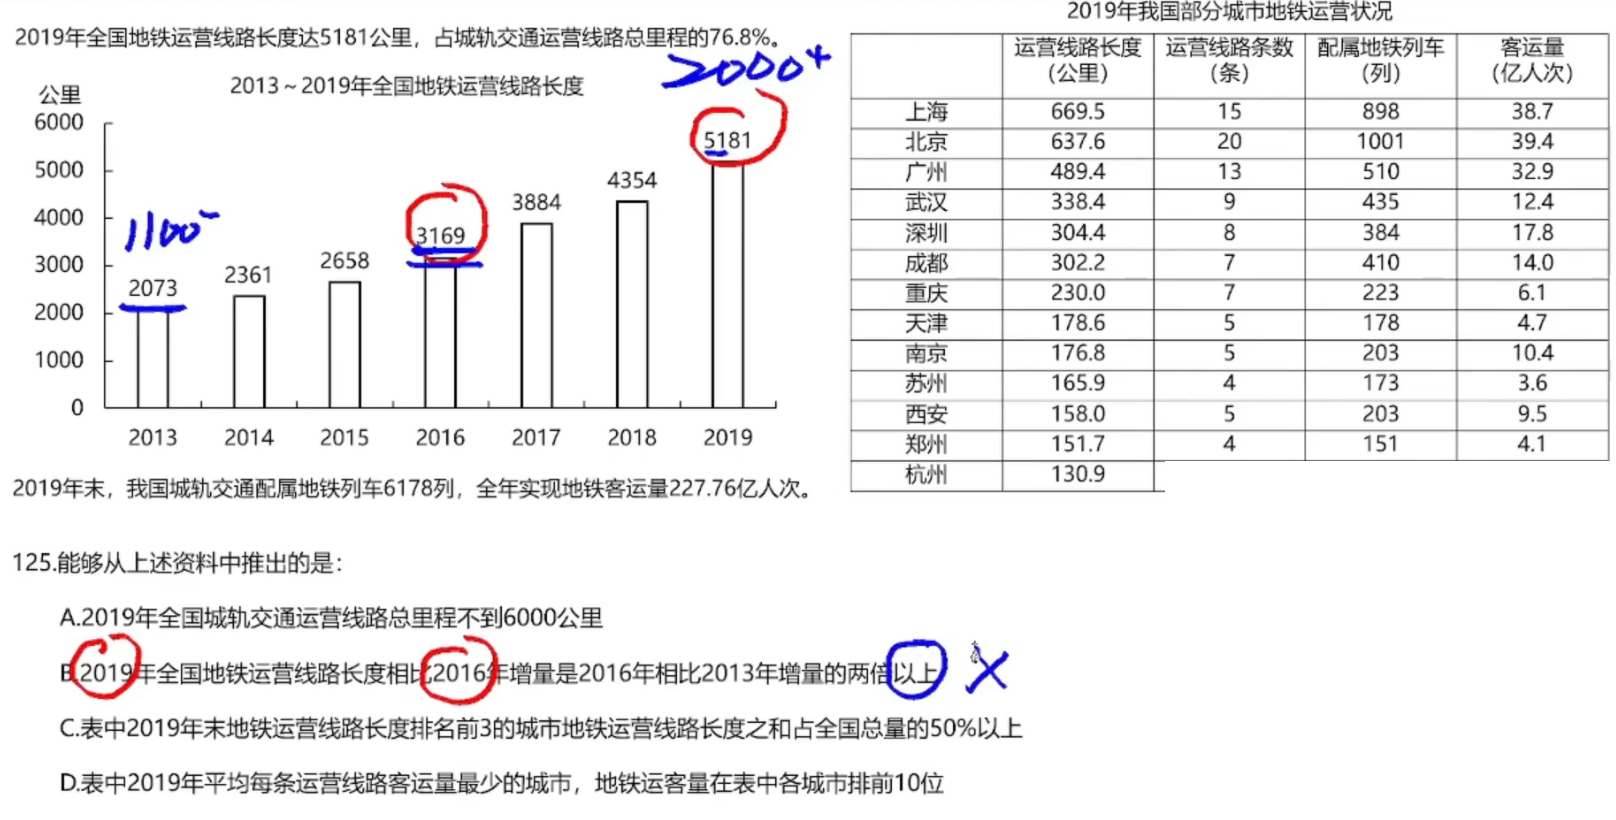 2019年全国地铁运营线路长度达5181公里，占城轨交通运营线路总里程的76.8%。
2000+
2013～2019年全国地铁运营线路长度
公里
6000
5000
4000
3000
2000
1000
0
1100-
2073
2361
2658
3169
3884
4354
5181
2013 2014 2015 2016 2017 2018 2019
2019年末，我国城轨交通配属地铁列车6178列，全年实现地铁客运量227.76亿人次。
2019年我国部分城市地铁运营状况
运营线路长度 运营线路条数 配属地铁列车 客运量
（公里） （条） （列） （亿人次）
上海 669.5 15 898 38.7
北京 637.6 20 1001 39.4
广州 489.4 13 510 32.9
武汉 338.4 9 435 12.4
深圳 304.4 8 384 17.8
成都 302.2 7 410 14.0
重庆 230.0 7 223 6.1
天津 178.6 5 178 4.7
南京 176.8 5 203 10.4
苏州 165.9 4 173 3.6
西安 158.0 5 203 9.5
郑州 151.7 4 151 4.1
杭州 130.9
125.能够从上述资料中推出的是：
A.2019年全国城轨交通运营线路总里程不到6000公里
B.2019年全国地铁运营线路长度相比2016年增量是2016年相比2013年增量的两倍以上
C.表中2019年末地铁运营线路长度排名前3的城市地铁运营线路长度之和占全国总量的50%以上
D.表中2019年平均每条运营线路客运量最少的城市，地铁运客量在表中各城市排前10位